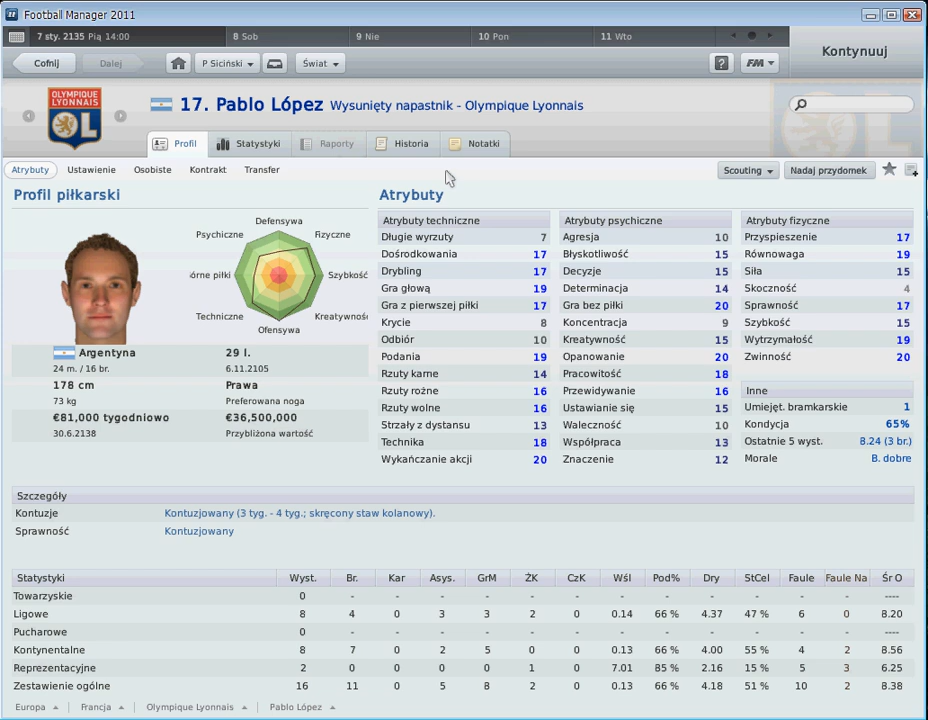 Football Manager 2011
7 sty. 2135 Pią 14:00 8 Sob 9 Nie 10 Pon 11 Wto
Kontynuuj
Cofnij Dalej P Siciński Świat ? FM
OLYMPIQUE LYONNAIS
OL
17. Pablo López Wysunięty napastnik - Olympique Lyonnais
Profil Statystyki Raporty Historia Notatki
Atrybuty Ustawienie Osobiste Kontrakt Transfer Scouting Nadaj przydomek
Profil piłkarski
Defensywa
Psychiczne Fizyczne
órne piłki Szybkość
Techniczne Kreatywnoś
Ofensywa
Argentyna 29 l.
24 m. / 16 br. 6.11.2105
178 cm Prawa
73 kg Preferowana noga
€81,000 tygodniowo €36,500,000
30.6.2138 Przybliżona wartość
Atrybuty
Atrybuty techniczne
Długie wyrzuty 7
Dośrodkowania 17
Drybling 17
Gra głową 19
Gra z pierwszej piłki 17
Krycie 8
Odbiór 10
Podania 19
Rzuty karne 14
Rzuty rożne 16
Rzuty wolne 16
Strzały z dystansu 13
Technika 18
Wykańczanie akcji 20
Atrybuty psychiczne
Agresja 10
Błyskotliwość 15
Decyzje 15
Determinacja 14
Gra bez piłki 20
Koncentracja 9
Kreatywność 15
Opanowanie 20
Pracowitość 18
Przewidywanie 16
Ustawianie się 15
Waleczność 10
Współpraca 13
Znaczenie 12
Atrybuty fizyczne
Przyspieszenie 17
Równowaga 19
Siła 15
Skoczność 4
Sprawność 17
Szybkość 15
Wytrzymałość 19
Zwinność 20
Inne
Umiejęt. bramkarskie 1
Kondycja 65%
Ostatnie 5 wyst. 8.24 (3 br.)
Morale B. dobre
Szczegóły
Kontuzje Kontuzjowany (3 tyg. - 4 tyg.; skręcony staw kolanowy).
Sprawność Kontuzjowany
Statystyki Wyst. Br. Kar Asys. GrM ŻK CzK Wśl Pod% Dry StCel Faule Faule Na Śr O
Towarzyskie 0 - - - - - - - - - - - - ----
Ligowe 8 4 0 3 3 2 0 0.14 66 % 4.37 47 % 6 0 8.20
Pucharowe 0 - - - - - - - - - - - - ----
Kontynentalne 8 7 0 2 5 0 0 0.13 66 % 4.00 55 % 4 2 8.56
Reprezentacyjne 2 0 0 0 0 1 0 7.01 85 % 2.16 15 % 5 3 6.25
Zestawienie ogólne 16 11 0 5 8 2 0 0.13 66 % 4.18 51 % 10 2 8.38
Europa Francja Olympique Lyonnais Pablo López